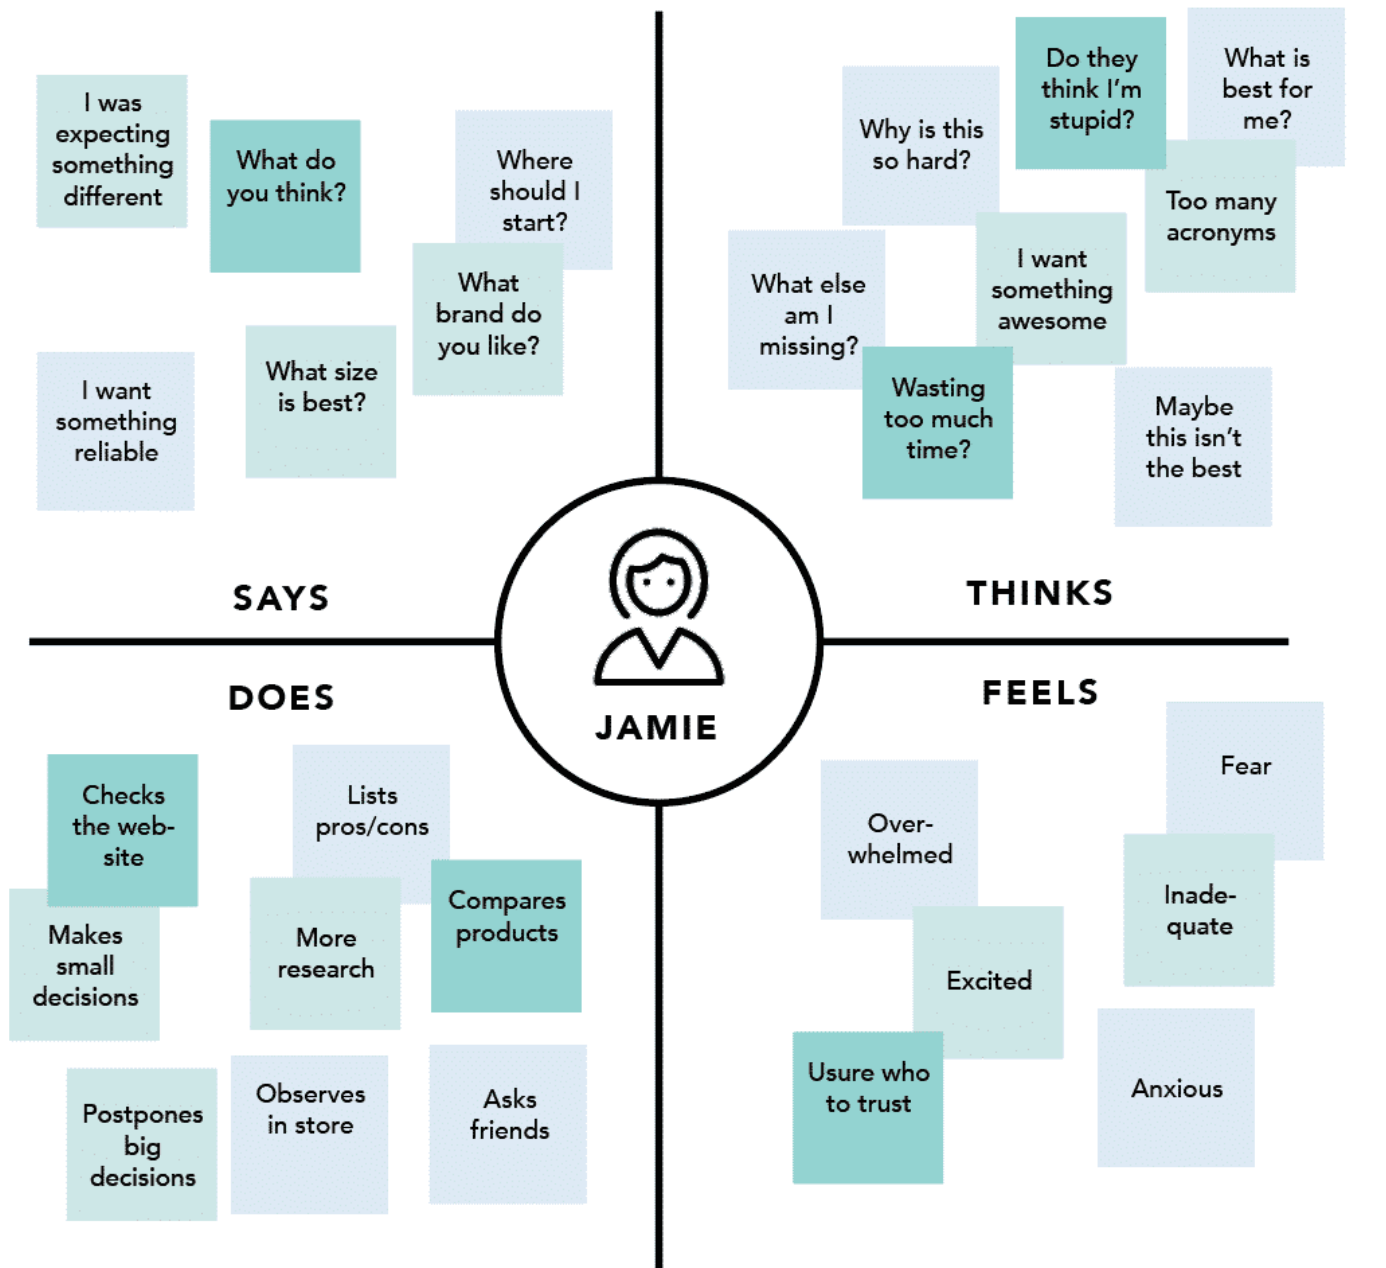 I was
expecting
something
different
What do
you think?
Where
should I
start?
What
brand do
you like?
What size
is best?
I want
something
reliable
SAYS
Why is this
so hard?
Do they
think I'm
stupid?
What is
best for
me?
Too many
acronyms
I want
something
awesome
What else
am I
missing?
Wasting
too much
time?
Maybe
this isn't
the best
THINKS
JAMIE
DOES
Checks
the web-
site
Lists
pros/cons
Compares
products
Makes
small
decisions
More
research
Postpones
big
decisions
Observes
in store
Asks
friends
FEELS
Fear
Over-
whelmed
Inade-
quate
Excited
Usure who
to trust
Anxious